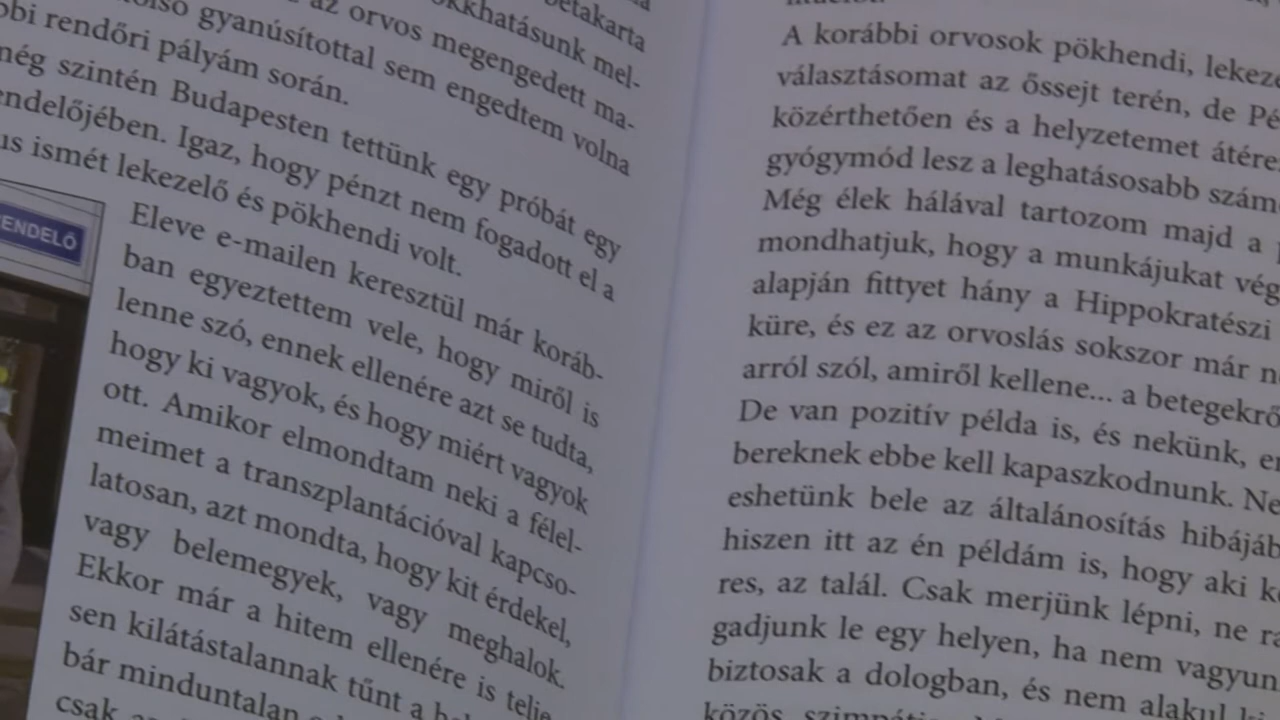 betakarta
sokkhatásunk mel-
az orvos megengedett ma-
gyanúsítottal sem engedtem volna
rendőri pályám során.
még szintén Budapesten tettünk egy próbát egy
rendelőjében. Igaz, hogy pénzt nem fogadott el a
ismét lekezelő és pökhendi volt.
ENDELŐ
Eleve e-mailen keresztül már koráb-
ban egyeztettem vele, hogy miről is
lenne szó, ennek ellenére azt se tudta,
hogy ki vagyok, és hogy miért vagyok
ott. Amikor elmondtam neki a félel-
meimet a transzplantációval kapcso-
latosan, azt mondta, hogy kit érdekel,
vagy belemegyek, vagy meghalok.
Ekkor már a hitem ellenére is telje
sen kilátástalannak tűnt a
bár minduntalan
csak
A korábbi orvosok pökhendi, lekez
választásomat az őssejt terén, de Pé
közérthetően és a helyzetemet átére
gyógymód lesz a leghatásosabb szám
Még élek hálával tartozom majd a
mondhatjuk, hogy a munkájukat vég
alapján fittyet hány a Hippokratészi
küre, és ez az orvoslás sokszor már n
arról szól, amiről kellene... a betegekrő
De van pozitív példa is, és nekünk, e
bereknek ebbe kell kapaszkodnunk. Ne
eshetünk bele az általánosítás hibájáb
hiszen itt az én példám is, hogy aki k
res, az talál. Csak merjünk lépni, ne ra
gadjunk le egy helyen, ha nem vagyun
biztosak a dologban, és nem alakul ki
közös szimpátia